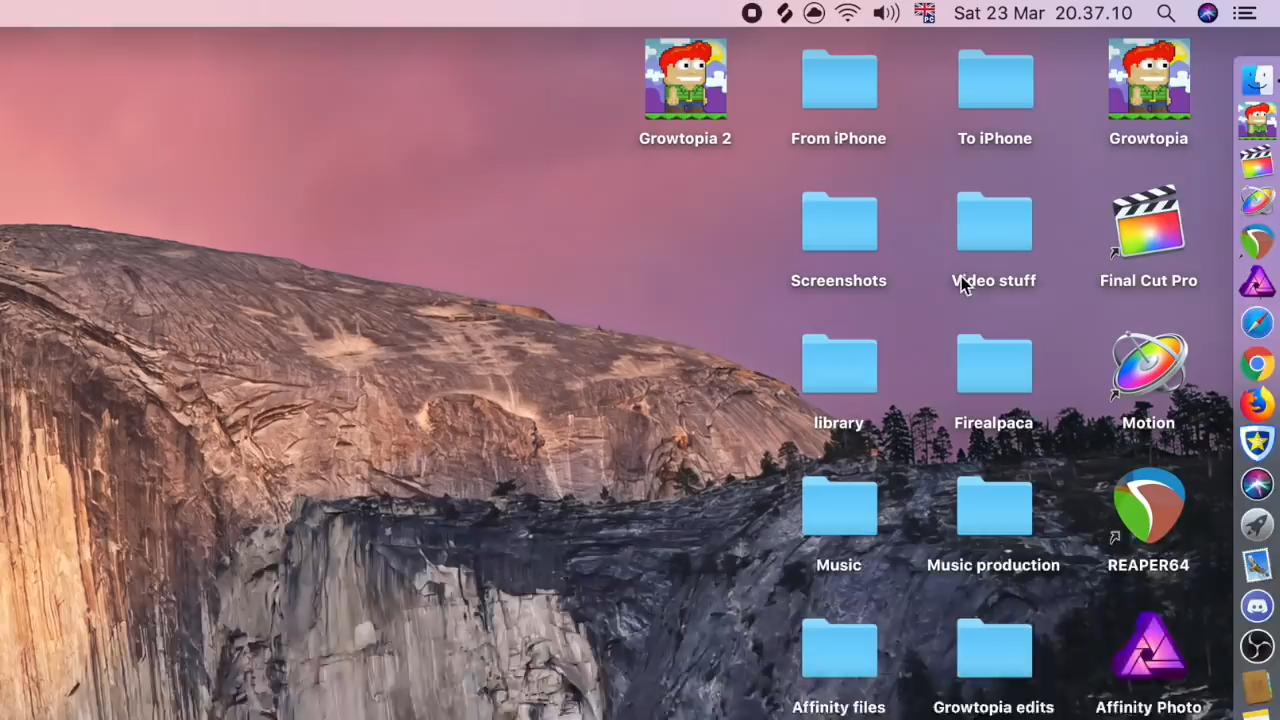 PC
Sat 23 Mar 20.37.10
Growtopia 2
From iPhone
To iPhone
Growtopia
Screenshots
Video stuff
Final Cut Pro
library
Firealpaca
Motion
Music
Music production
REAPER64
Affinity files
Growtopia edits
Affinity Photo